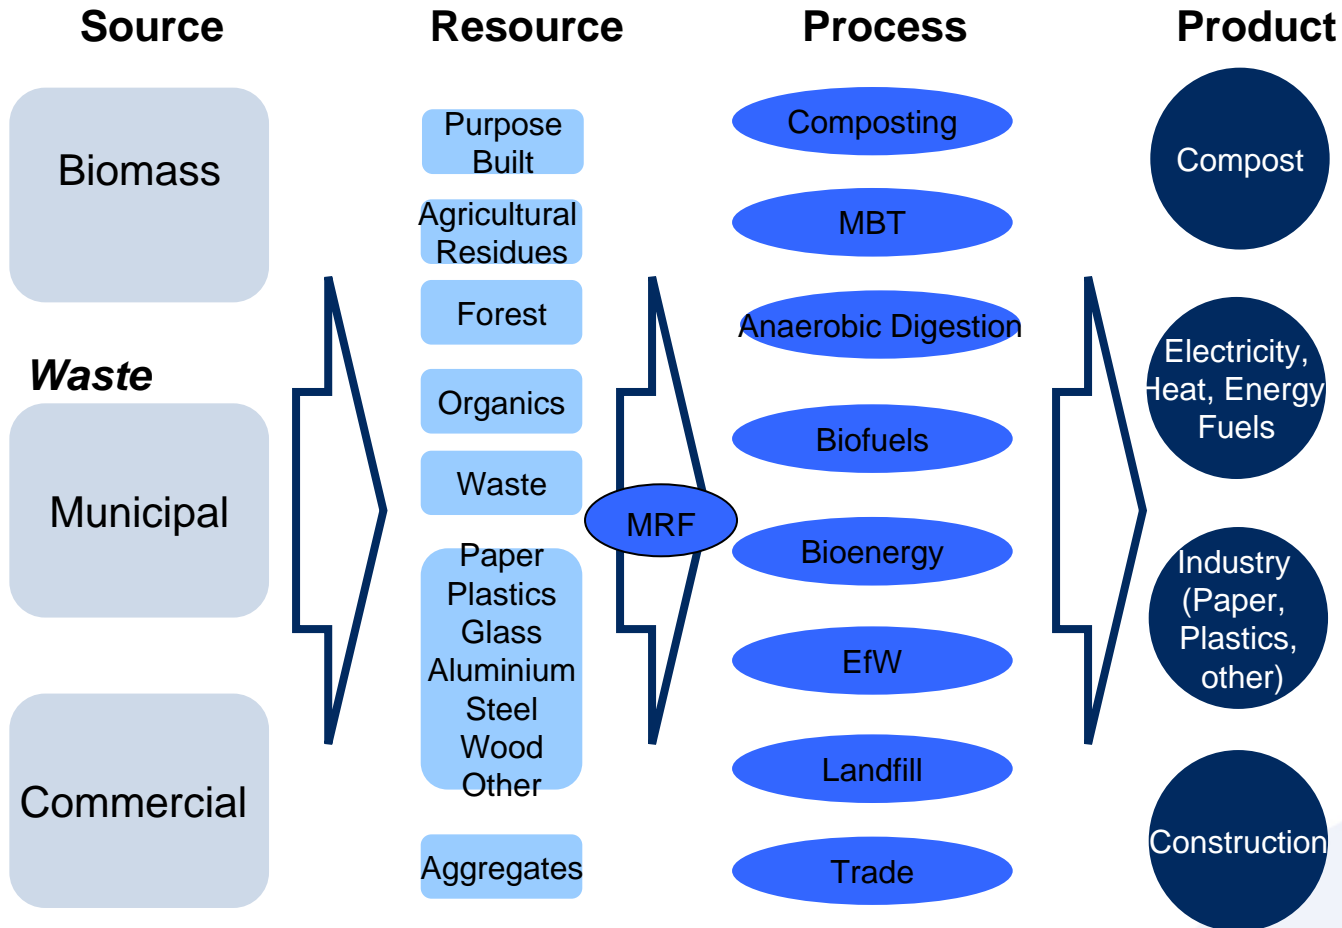 Source
Resource
Process
Product
Biomass
Waste
Municipal
Commercial
Purpose
Built
Agricultural
Residues
Forest
Organics
Waste
Paper
Plastics
Glass
Aluminium
Steel
Wood
Other
Aggregates
MRF
Composting
MBT
Anaerobic Digestion
Biofuels
Bioenergy
EfW
Landfill
Trade
Compost
Electricity,
Heat, Energy
Fuels
Industry
(Paper,
Plastics,
other)
Construction